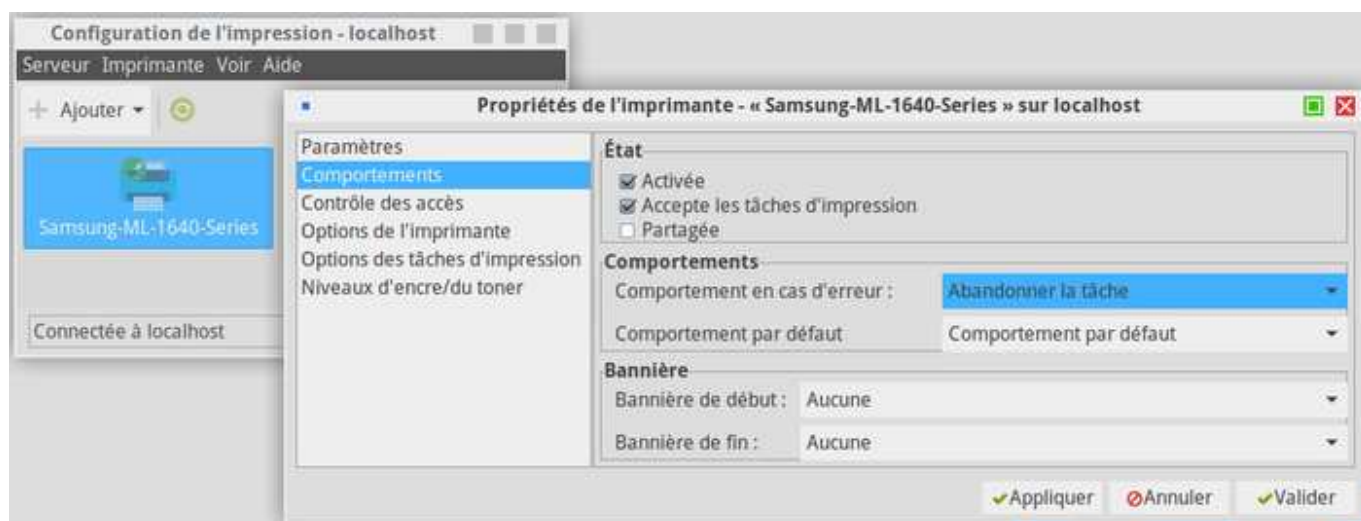 Configuration de l'impression - localhost
Serveur Imprimante Voir Aide
Ajouter
Samsung-ML-1640-Series
Connectée à localhost
Propriétés de l'imprimante - « Samsung-ML-1640-Series » sur localhost
Paramètres
Comportements
Contrôle des accès
Options de l'imprimante
Options des tâches d'impression
Niveaux d'encre/du toner
État
Activée
Accepte les tâches d'impression
Partagée
Comportements
Comportement en cas d'erreur : Abandonner la tâche
Comportement par défaut Comportement par défaut
Bannière
Bannière de début : Aucune
Bannière de fin : Aucune
Appliquer Annuler Valider